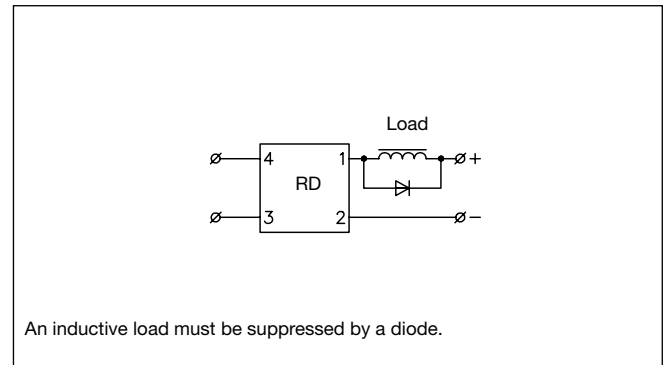 Load
4 1 +
RD
3 2 −
An inductive load must be suppressed by a diode.